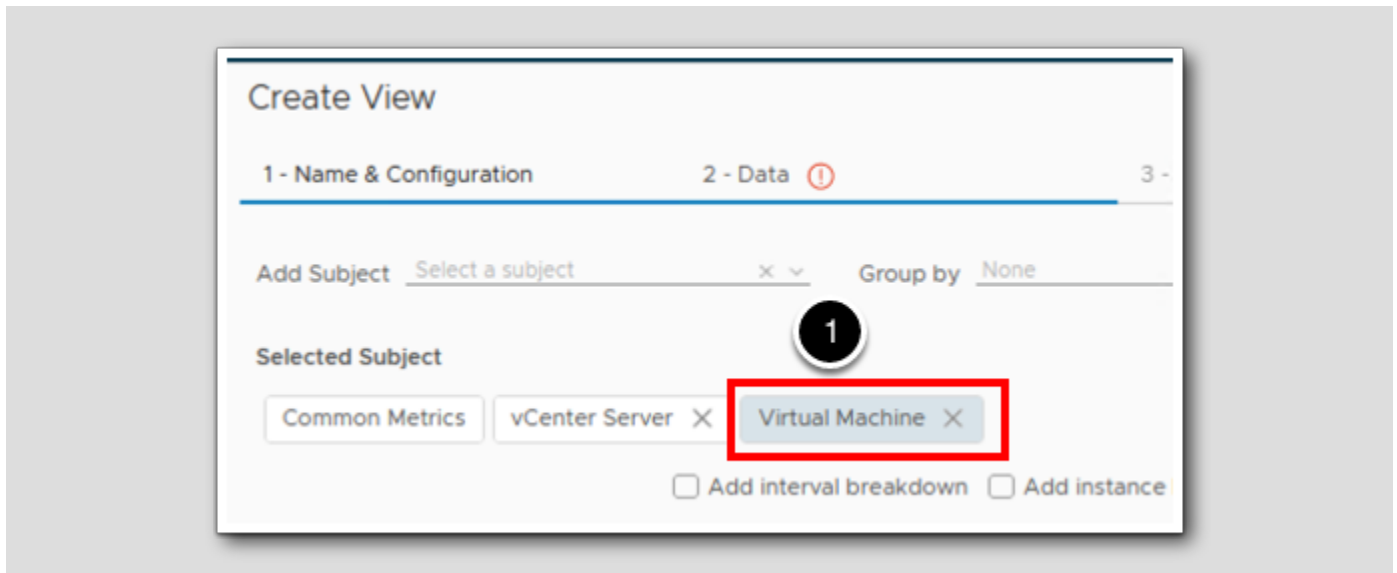 Create View
1 - Name & Configuration 2 - Data 3 -
Add Subject Select a subject Group by None
1
Selected Subject
Common Metrics vCenter Server Virtual Machine
Add interval breakdown Add instance